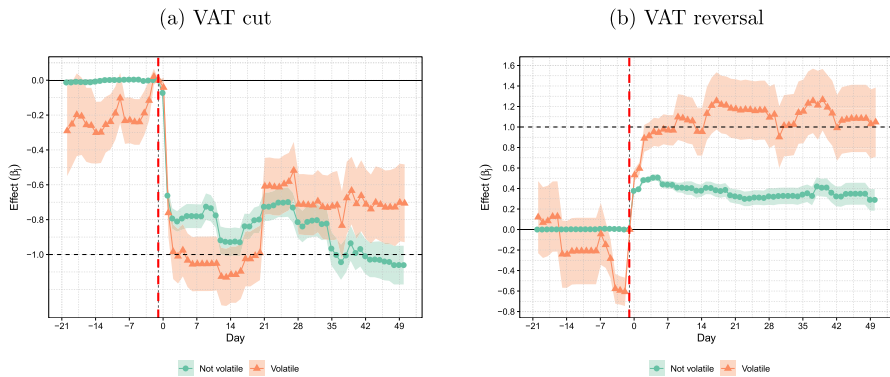 (a) VAT cut
(b) VAT reversal
Effect (βj)
0.0
−0.2
−0.4
−0.6
−0.8
−1.0
−21 −14 −7 0 7 14 21 28 35 42 49
Day
Not volatile Volatile
Effect (βj)
1.6
1.4
1.2
1.0
0.8
0.6
0.4
0.2
0.0
−0.2
−0.4
−0.6
−0.8
−21 −14 −7 0 7 14 21 28 35 42 49
Day
Not volatile Volatile